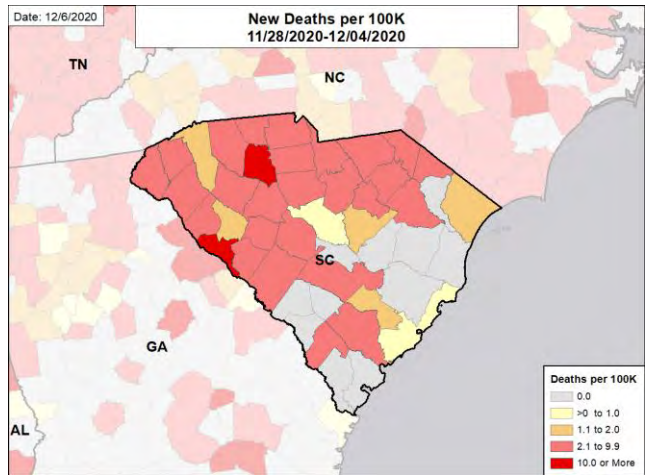 Date: 12/6/2020
New Deaths per 100K
11/28/2020-12/04/2020
TN
NC
SC
GA
AL
Deaths per 100K
0.0
>0 to 1.0
1.1 to 2.0
2.1 to 9.9
10.0 or More